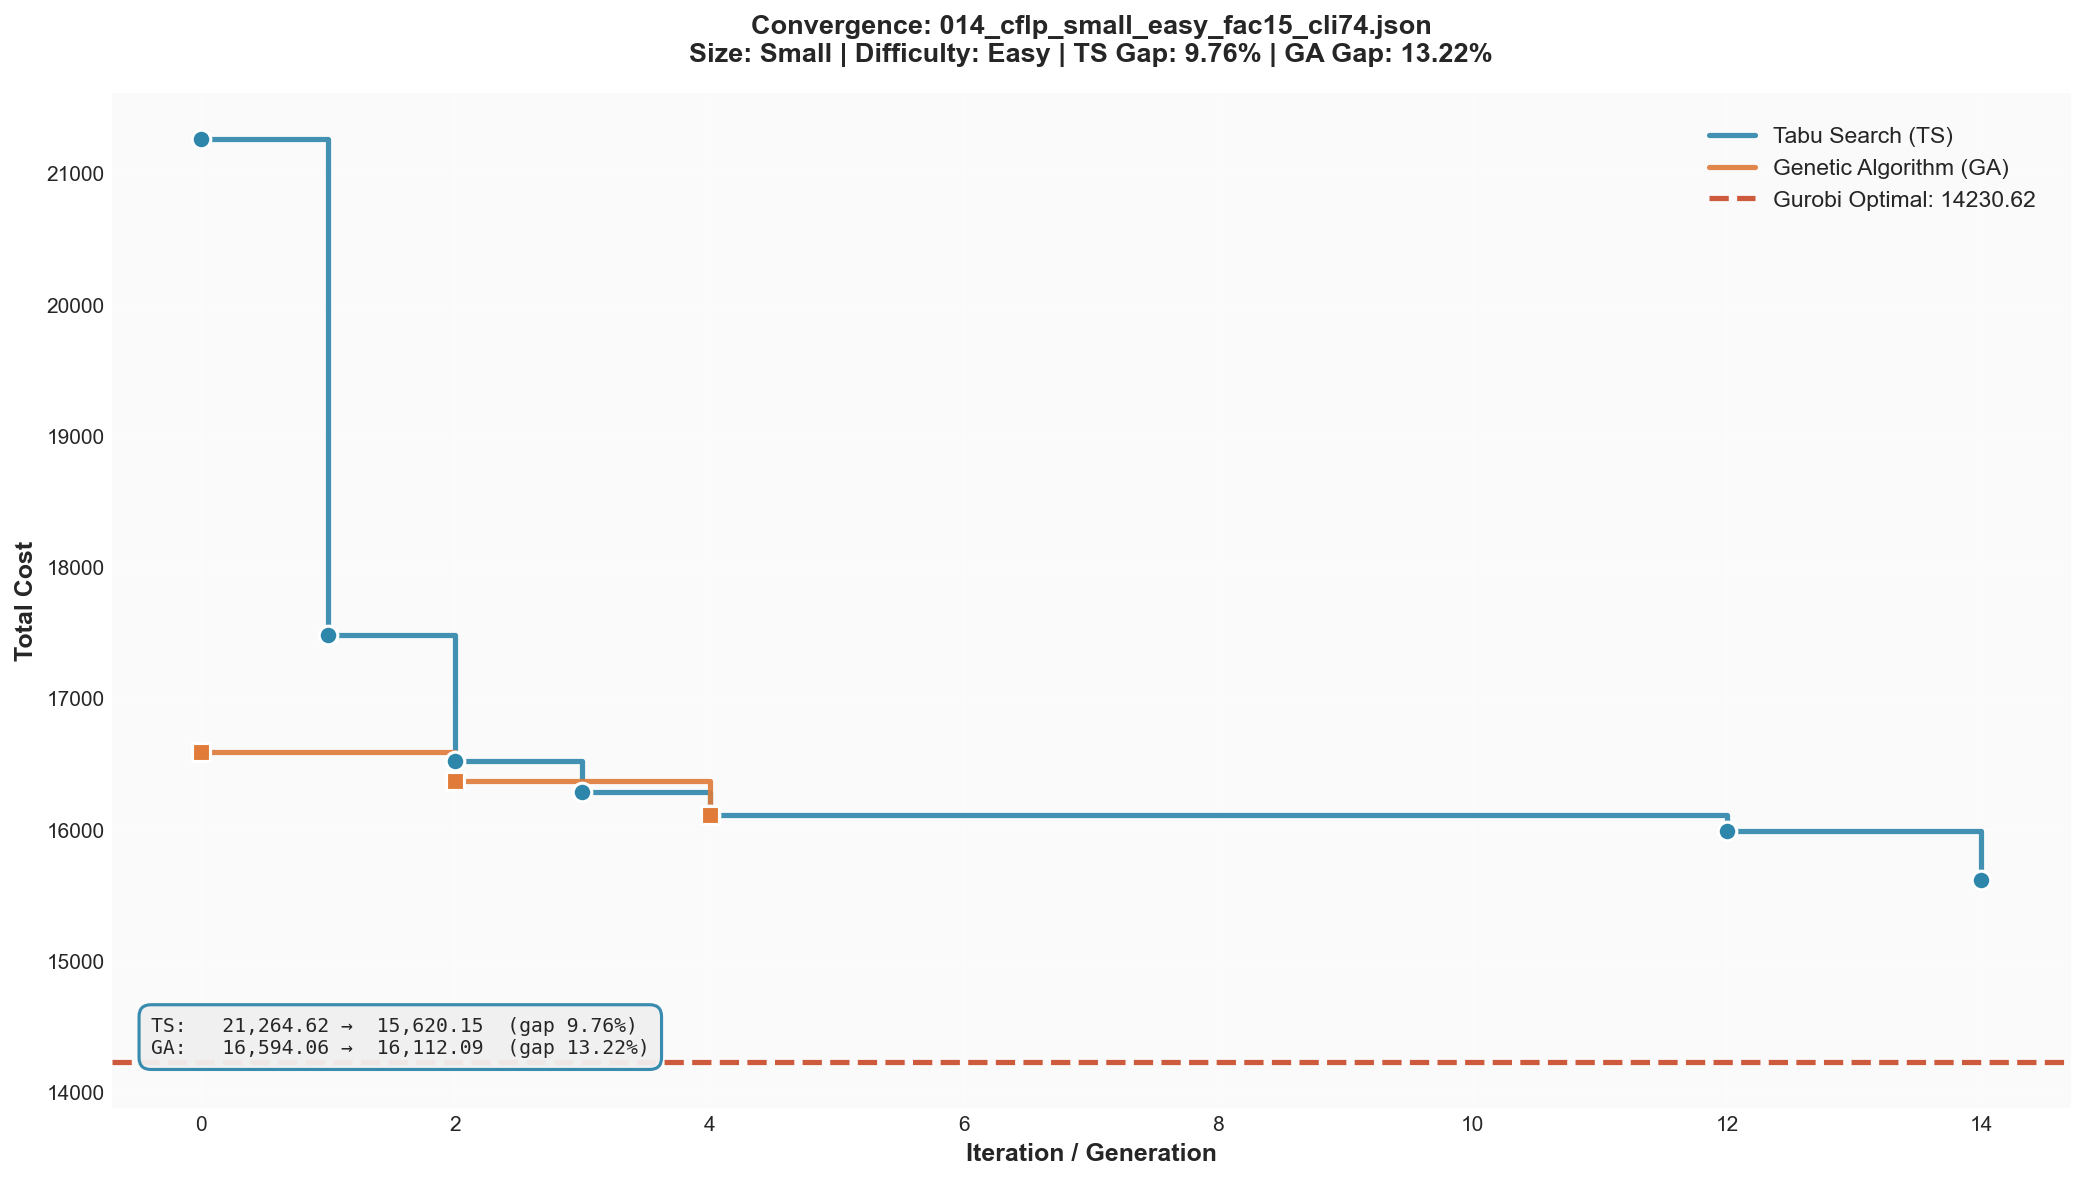 Convergence: 014_cflp_small_easy_fac15_cli74.json
Size: Small | Difficulty: Easy | TS Gap: 9.76% | GA Gap: 13.22%
Tabu Search (TS)
Genetic Algorithm (GA)
Gurobi Optimal: 14230.62
Total Cost
21000
20000
19000
18000
17000
16000
15000
14000
TS:   21,264.62 →  15,620.15  (gap 9.76%)
GA:   16,594.06 →  16,112.09  (gap 13.22%)
0 2 4 6 8 10 12 14
Iteration / Generation